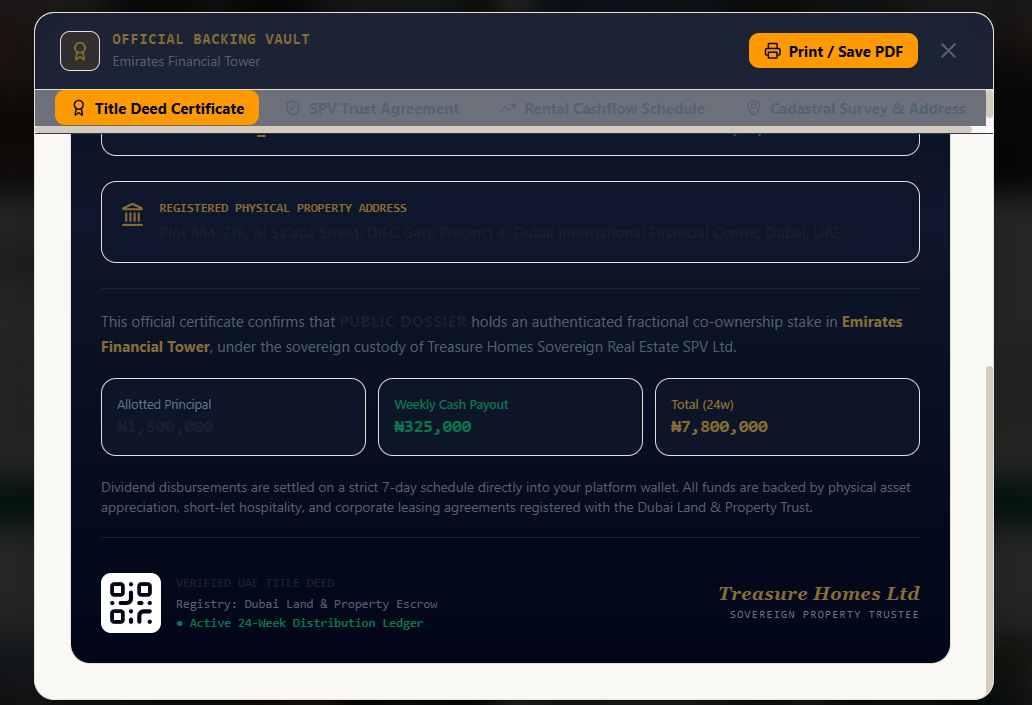 OFFICIAL BACKING VAULT
Emirates Financial Tower
Print / Save PDF
Title Deed Certificate
SPV Trust Agreement
Rental Cashflow Schedule
Cadastral Survey & Address
REGISTERED PHYSICAL PROPERTY ADDRESS
Plot 884-219, Al Sa'ada Street, DIFC Gate Precinct 4, Dubai International Financial Centre, Dubai, UAE
This official certificate confirms that PUBLIC DOSSIER holds an authenticated fractional co-ownership stake in Emirates
Financial Tower, under the sovereign custody of Treasure Homes Sovereign Real Estate SPV Ltd.
Allotted Principal
₦1,500,000
Weekly Cash Payout
₦325,000
Total (24w)
₦7,800,000
Dividend disbursements are settled on a strict 7-day schedule directly into your platform wallet. All funds are backed by physical asset
appreciation, short-let hospitality, and corporate leasing agreements registered with the Dubai Land & Property Trust.
VERIFIED UAE TITLE DEED
Registry: Dubai Land & Property Escrow
● Active 24-Week Distribution Ledger
Treasure Homes Ltd
SOVEREIGN PROPERTY TRUSTEE